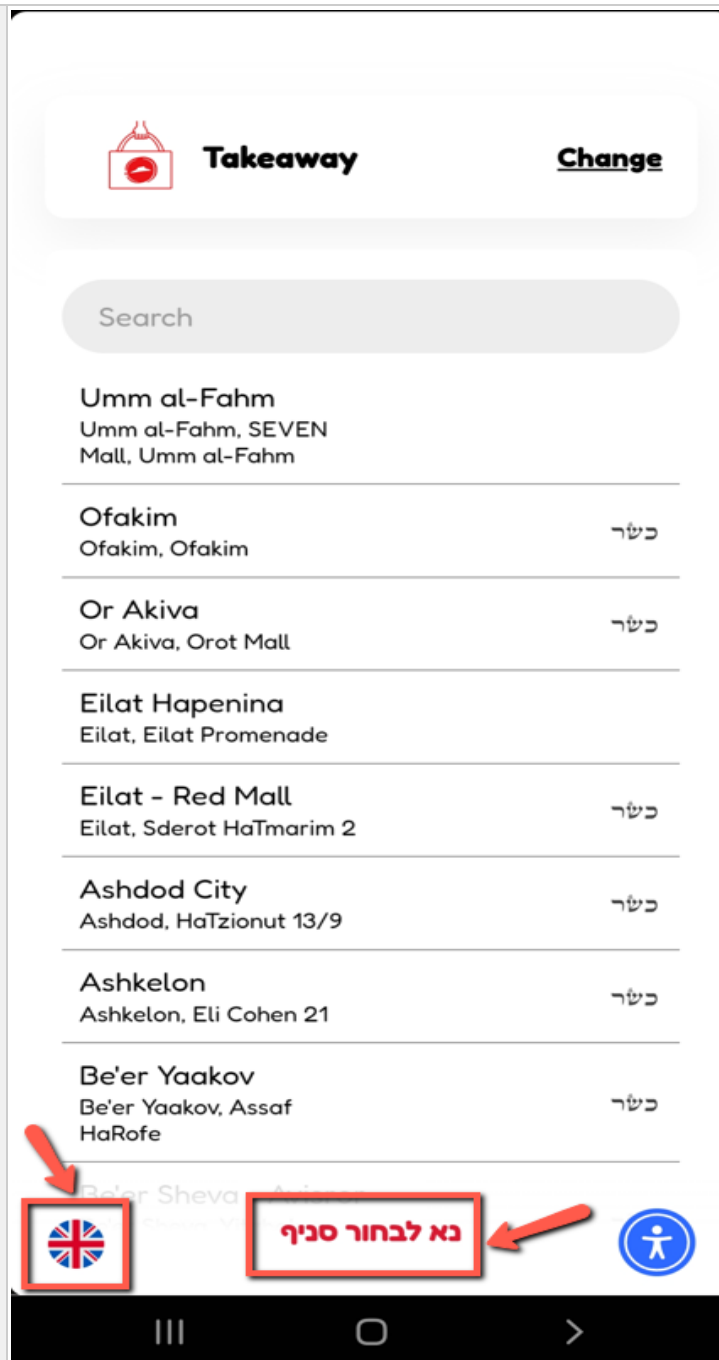 Takeaway
Change
Search
Umm al-Fahm
Umm al-Fahm, SEVEN
Mall, Umm al-Fahm
Ofakim
Ofakim, Ofakim
כשר
Or Akiva
Or Akiva, Orot Mall
כשר
Eilat Hapenina
Eilat, Eilat Promenade
Eilat - Red Mall
Eilat, Sderot HaTmarim 2
כשר
Ashdod City
Ashdod, HaTzionut 13/9
כשר
Ashkelon
Ashkelon, Eli Cohen 21
כשר
Be'er Yaakov
Be'er Yaakov, Assaf
HaRofe
כשר
Be'er Sheva
נא לבחור סניף